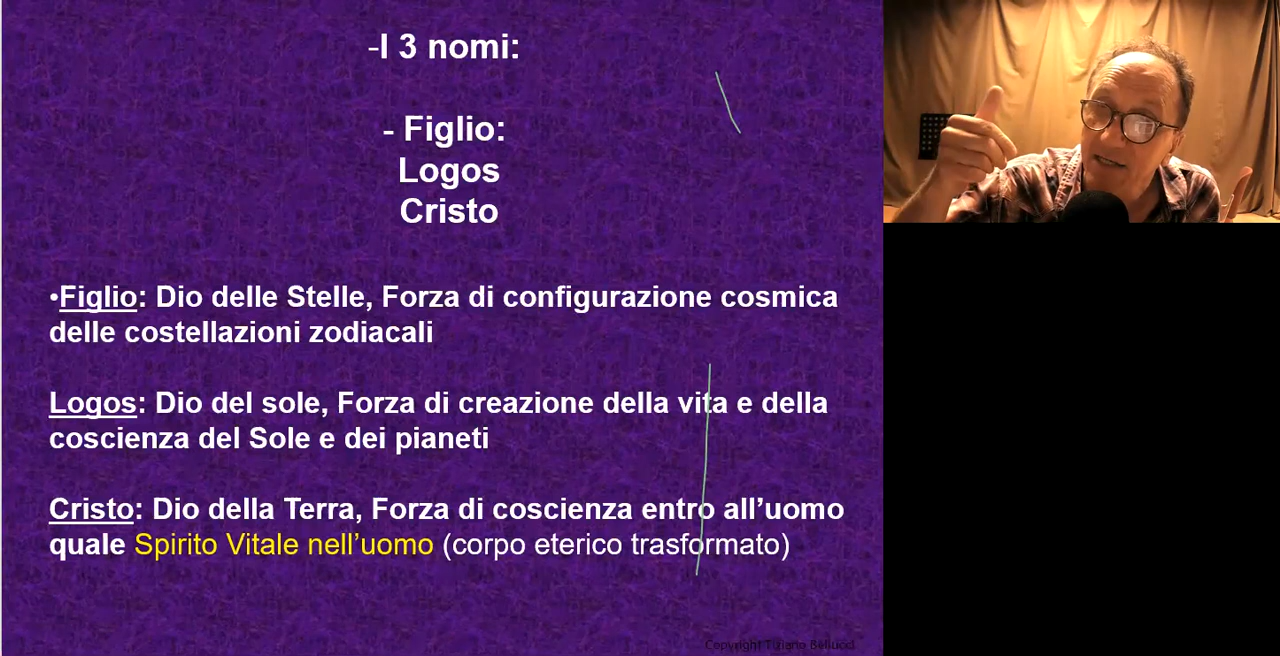 -I 3 nomi:
- Figlio:
Logos
Cristo
•Figlio: Dio delle Stelle, Forza di configurazione cosmica
delle costellazioni zodiacali
Logos: Dio del sole, Forza di creazione della vita e della
coscienza del Sole e dei pianeti
Cristo: Dio della Terra, Forza di coscienza entro all’uomo
quale Spirito Vitale nell’uomo (corpo eterico trasformato)
Copyright Tiziano Bellucci